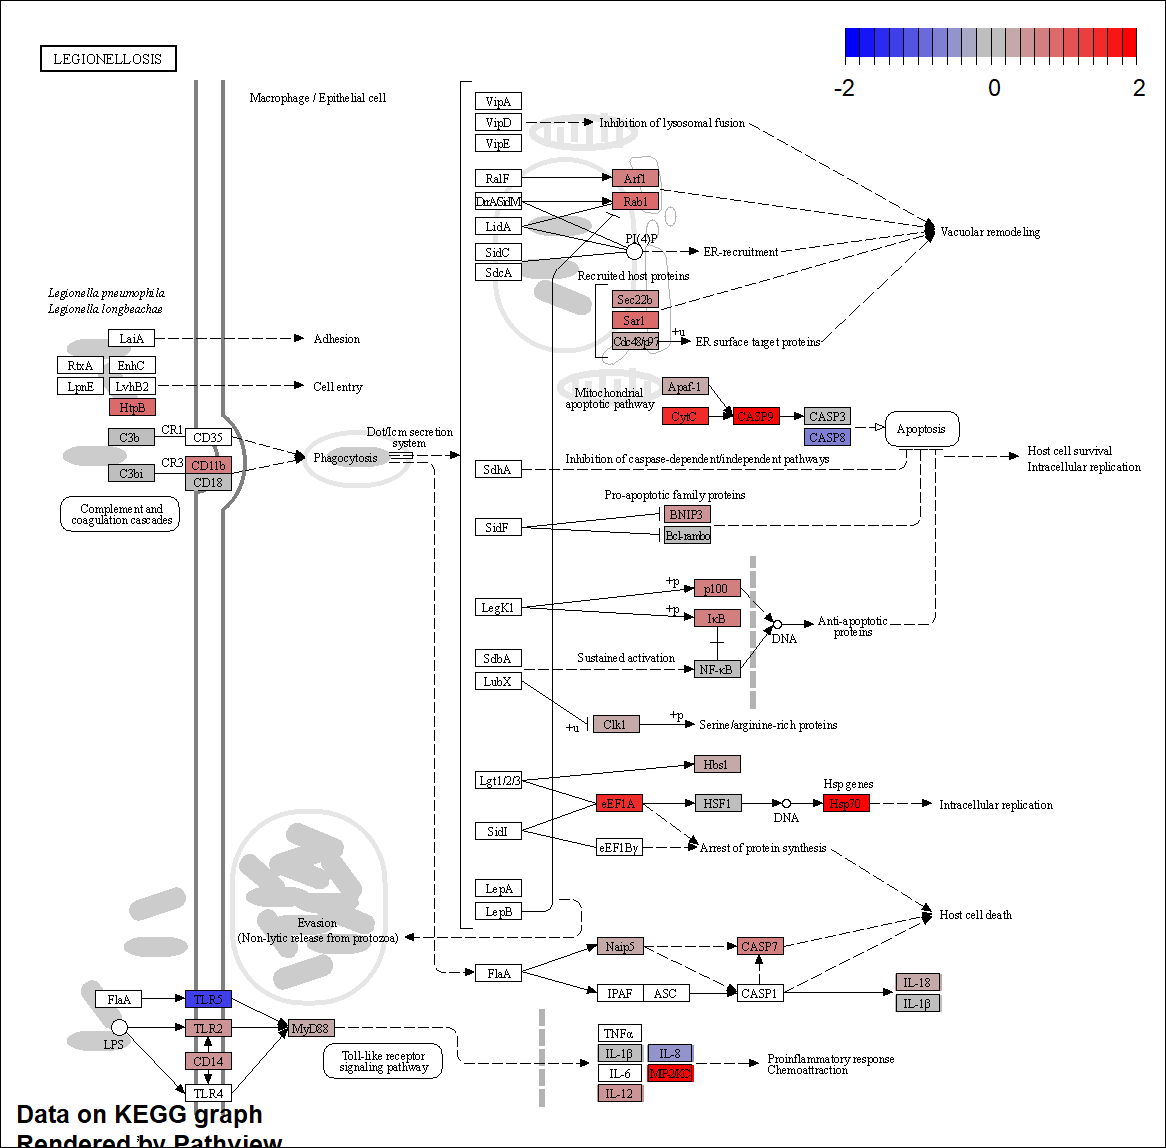 LEGIONELLOSIS
-2
0
2
Macrophage / Epithelial cell
VipA
VipD
Inhibition of lysosomal fusion
VipE
RalF
Arf1
DrrA/SidM
Rab1
LidA
Vacuolar remodeling
PI(4)P
SidC
ER-recruitment
SdcA
Recruited host proteins
Legionella pneumophila
Legionella longbeachae
Sec22b
Sar1
+u
Cdc48/p97
ER surface target proteins
LaiA
Adhesion
RtxA
EnhC
LpnE
LvhB2
Cell entry
HtpB
Mitochondrial
apoptotic pathway
Apaf-1
CytC
CASP9
CASP3
CASP8
Apoptosis
C3b
CR1
CD35
Dot/Icm secretion
system
Phagocytosis
C3bi
CR3
CD11b
CD18
SdhA
Inhibition of caspase-dependent/independent pathways
Host cell survival
Intracellular replication
Complement and
coagulation cascades
Pro-apoptotic family proteins
SidF
BNIP3
Bcl-rambo
+p
p100
LegK1
+p
IκB
Anti-apoptotic
proteins
DNA
SdbA
Sustained activation
NF-κB
LubX
+u
Clk1
+p
Serine/arginine-rich proteins
Hbs1
Lgt1/2/3
Hsp genes
eEF1A
HSF1
DNA
Hsp70
Intracellular replication
SidI
eEF1Bγ
Arrest of protein synthesis
LepA
LepB
Host cell death
Evasion
(Non-lytic release from protozoa)
Naip5
CASP7
FlaA
IPAF
ASC
CASP1
IL-18
IL-1β
FlaA
TLR5
TLR2
MyD88
LPS
CD14
TLR4
Toll-like receptor
signaling pathway
TNFα
IL-1β
IL-8
IL-6
MIP2/KC
IL-12
Proinflammatory response
Chemoattraction
Data on KEGG graph
Rendered by Pathview